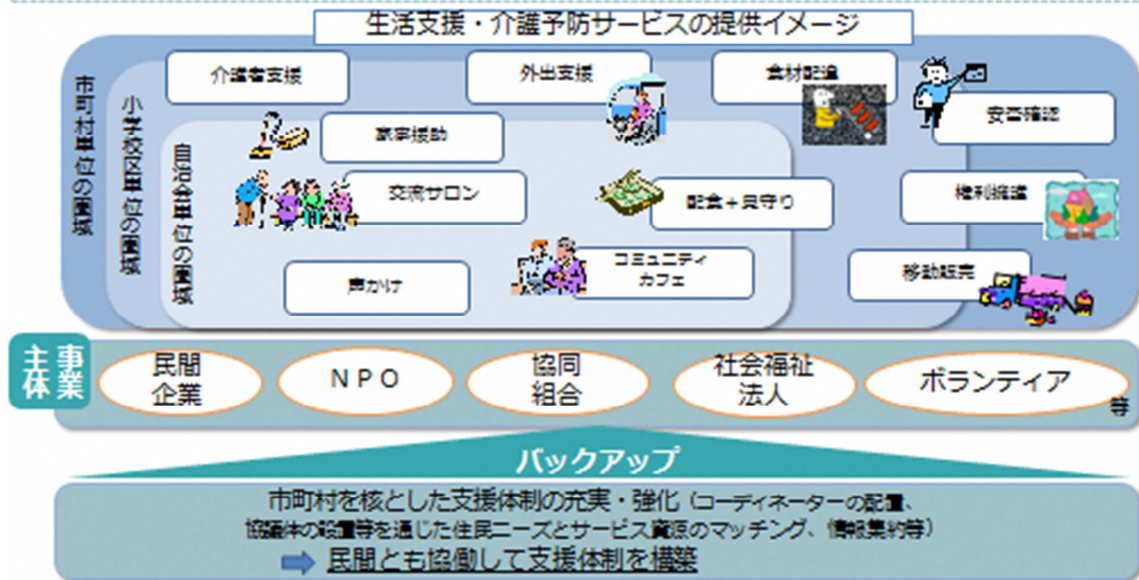 生活支援・介護予防サービスの提供イメージ
市町村単位の圏域
小学校区単位の圏域
自治会単位の圏域
介護者支援
外出支援
食材配達
安否確認
家事援助
交流サロン
配食+見守り
権利擁護
声かけ
コミュニティ
カフェ
移動販売
事業
主体
民間
企業
NPO
協同
組合
社会福祉
法人
ボランティア
等
バックアップ
市町村を核とした支援体制の充実・強化(コーディネーターの配置、
協議体の設置等を通じた住民ニーズとサービス資源のマッチング、情報集約等)
➡ 民間とも協働して支援体制を構築